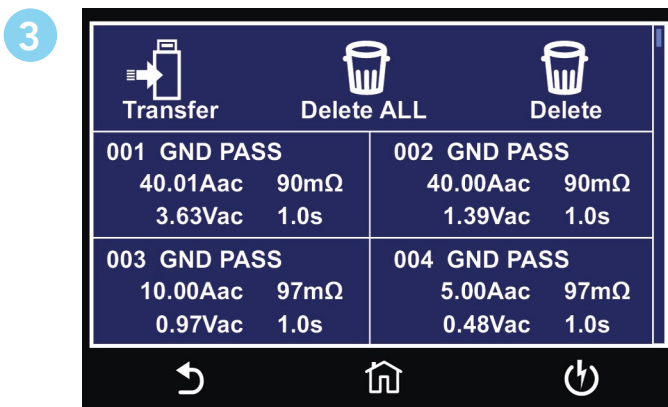 3
Transfer Delete ALL Delete
001 GND PASS
40.01Aac 90mΩ
3.63Vac 1.0s
002 GND PASS
40.00Aac 90mΩ
1.39Vac 1.0s
003 GND PASS
10.00Aac 97mΩ
0.97Vac 1.0s
004 GND PASS
5.00Aac 97mΩ
0.48Vac 1.0s